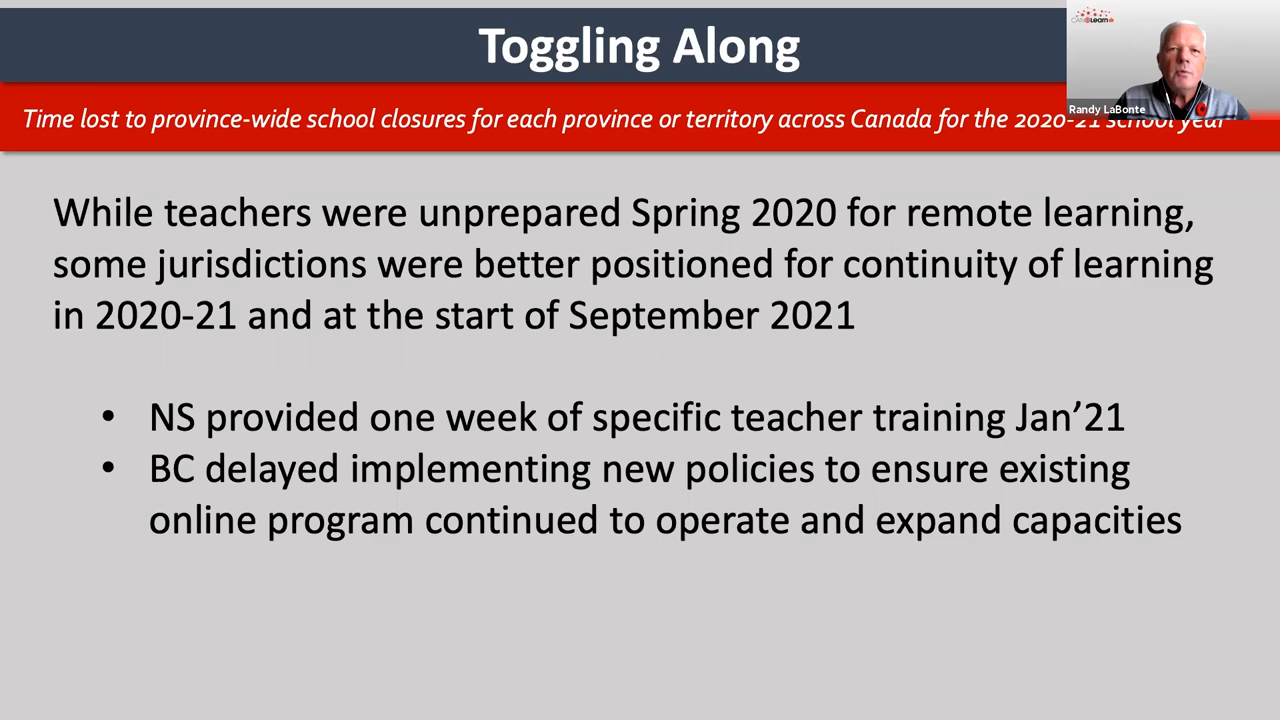 Toggling Along
CAN eLearn
Randy LaBonte
Time lost to province-wide school closures for each province or territory across Canada for the 2020-21 school year
While teachers were unprepared Spring 2020 for remote learning,
some jurisdictions were better positioned for continuity of learning
in 2020-21 and at the start of September 2021
• NS provided one week of specific teacher training Jan’21
• BC delayed implementing new policies to ensure existing
online program continued to operate and expand capacities